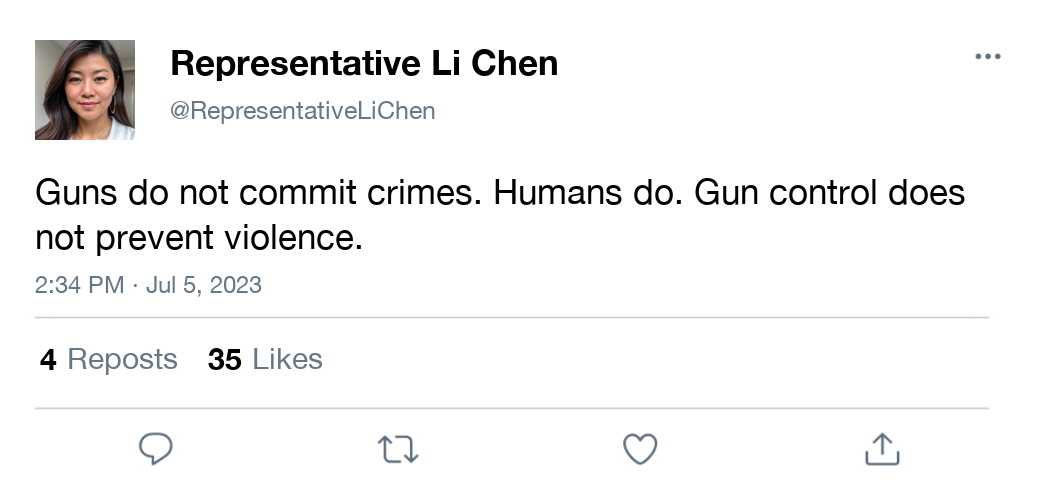 Representative Li Chen
@RepresentativeLiChen
Guns do not commit crimes. Humans do. Gun control does
not prevent violence.
2:34 PM · Jul 5, 2023
4 Reposts 35 Likes